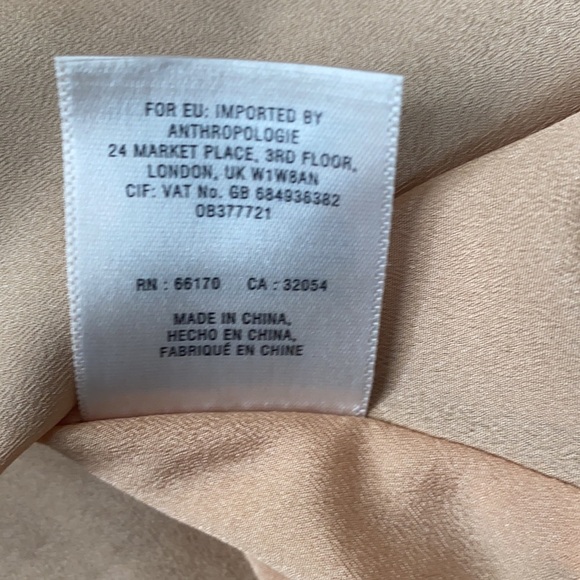 FOR EU: IMPORTED BY
ANTHROPOLOGIE
24 MARKET PLACE, 3RD FLOOR,
LONDON, UK W1W8AN
CIF: VAT No. GB 684936382
OB377721
RN : 66170 CA : 32054
MADE IN CHINA,
HECHO EN CHINA,
FABRIQUÉ EN CHINE